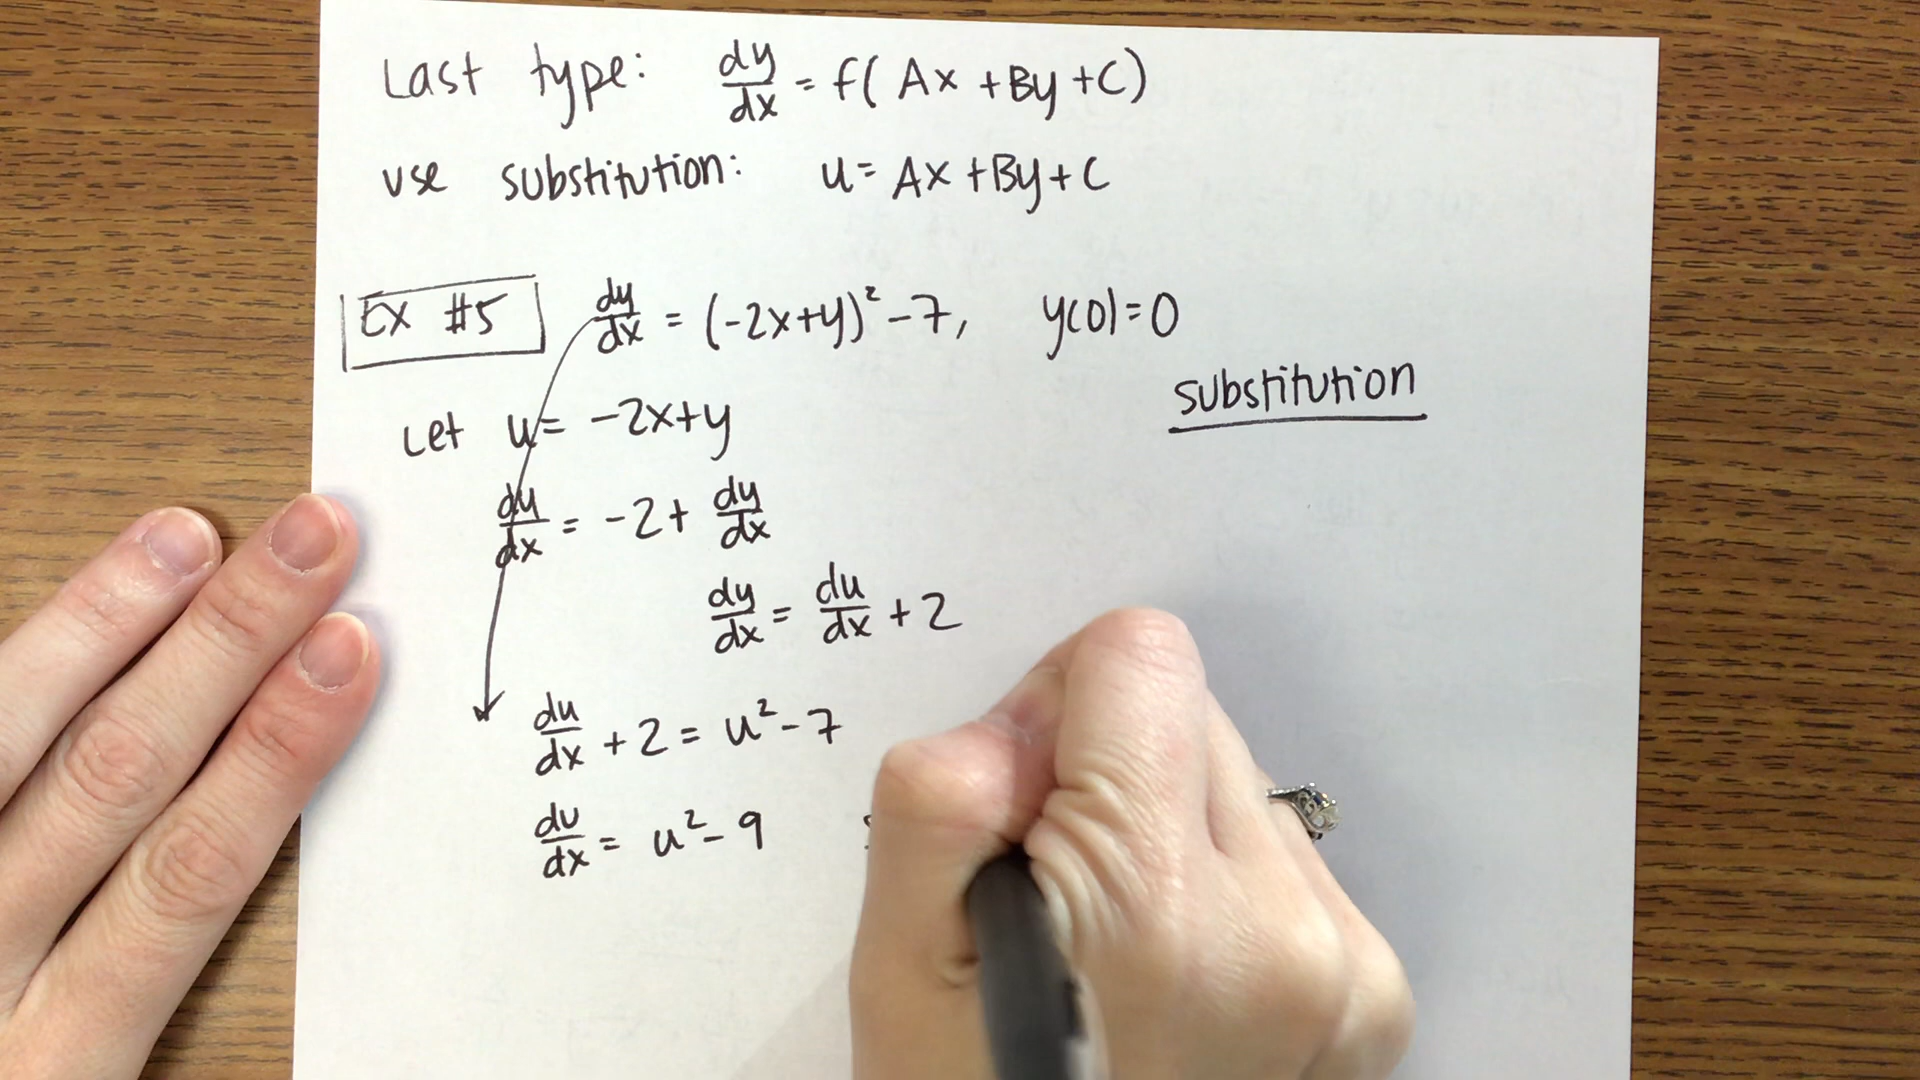 Last type: dy/dx = f(Ax + By + C)
use substitution: u = Ax + By + C
Ex #5 dy/dx = (-2x+y)² - 7, y(0) = 0
substitution
Let u = -2x+y
du/dx = -2 + dy/dx
dy/dx = du/dx + 2
du/dx + 2 = u² - 7
du/dx = u² - 9